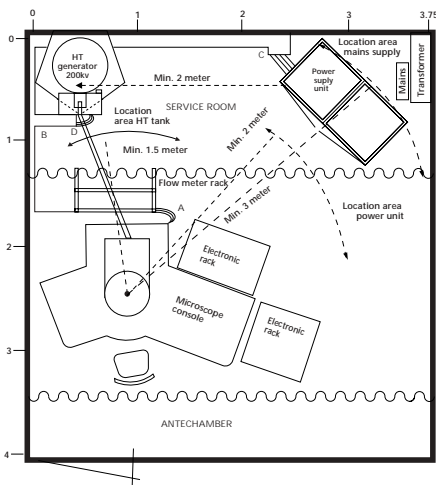 0
1
2
3
3.75
0
HT
generator
200kv
Min. 2 meter
C
Location area
mains supply
Power
suply
unit
Mains
Transformer
SERVICE ROOM
Location
area HT tank
B
D
1
Min. 1.5 meter
Min. 2 meter
Flow meter rack
Min. 3 meter
A
Location area
power unit
2
Electronic
rack
Microscope
console
Electronic
rack
3
ANTECHAMBER
4